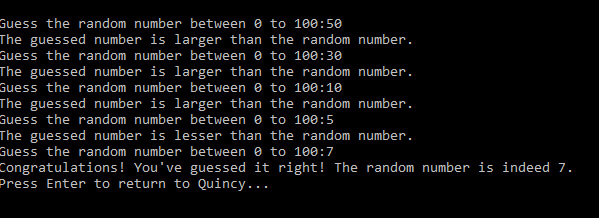 Guess the random number between 0 to 100:50
The guessed number is larger than the random number.
Guess the random number between 0 to 100:30
The guessed number is larger than the random number.
Guess the random number between 0 to 100:10
The guessed number is larger than the random number.
Guess the random number between 0 to 100:5
The guessed number is lesser than the random number.
Guess the random number between 0 to 100:7
Congratulations! You've guessed it right! The random number is indeed 7.
Press Enter to return to Quincy...